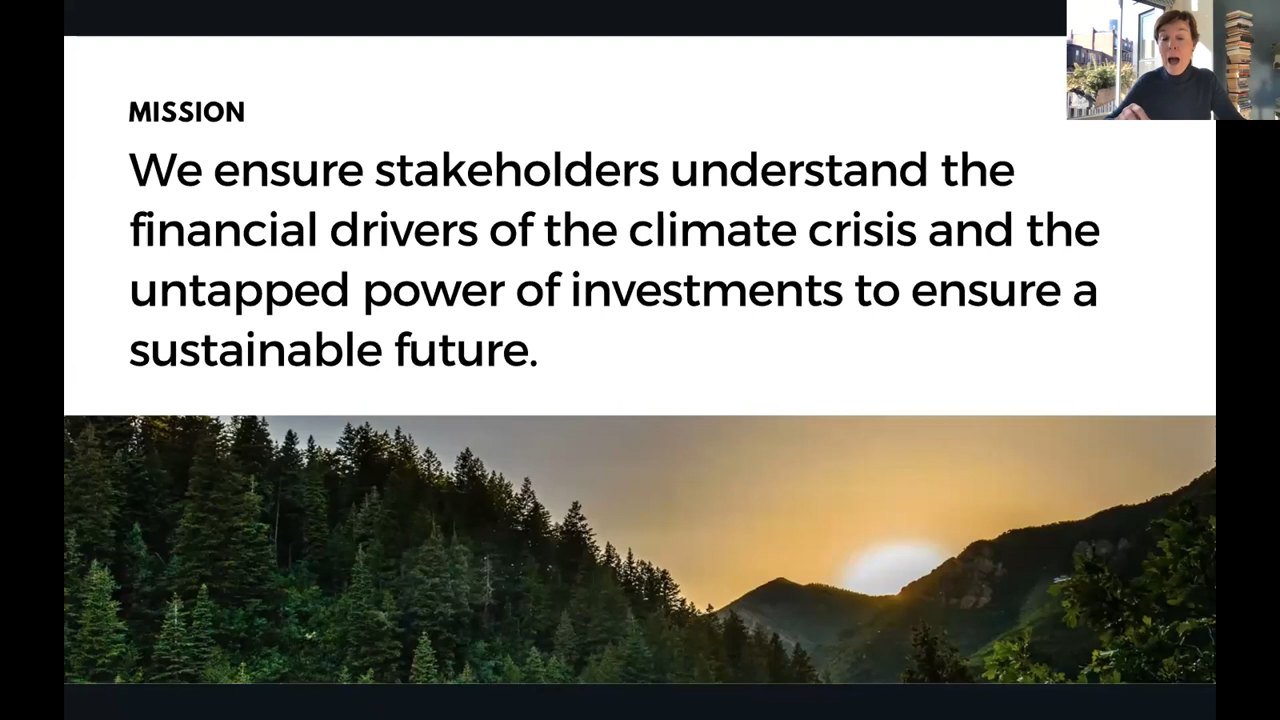 MISSION
We ensure stakeholders understand the
financial drivers of the climate crisis and the
untapped power of investments to ensure a
sustainable future.